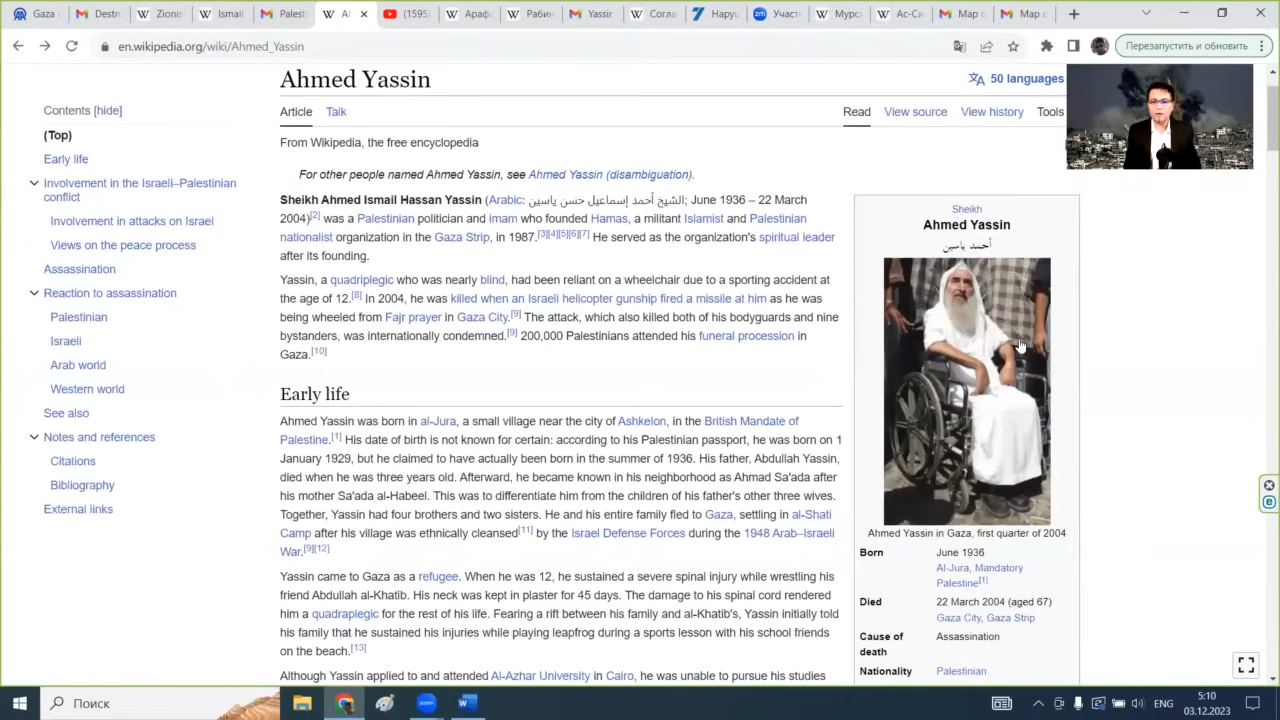 Gaza c
Destr
Zionis
Ismail
Palest
Al
(1595)
Араф
Рабин
Yassir
Согла
Наруш
Участ
Мурс
Ас-Си
Map o
Map o
en.wikipedia.org/wiki/Ahmed_Yassin
Перезапустить и обновить
Ahmed Yassin
50 languages
Article Talk Read View source View history Tools
From Wikipedia, the free encyclopedia
For other people named Ahmed Yassin, see Ahmed Yassin (disambiguation).
Contents [hide]
(Top)
Early life
Involvement in the Israeli–Palestinian
conflict
Involvement in attacks on Israel
Views on the peace process
Assassination
Reaction to assassination
Palestinian
Israeli
Arab world
Western world
See also
Notes and references
Citations
Bibliography
External links
Sheikh Ahmed Ismail Hassan Yassin (Arabic: الشيخ أحمد إسماعيل حسن ياسين; June 1936 – 22 March
2004)[2] was a Palestinian politician and imam who founded Hamas, a militant Islamist and Palestinian
nationalist organization in the Gaza Strip, in 1987.[3][4][5][6][7] He served as the organization's spiritual leader
after its founding.
Yassin, a quadriplegic who was nearly blind, had been reliant on a wheelchair due to a sporting accident at
the age of 12.[8] In 2004, he was killed when an Israeli helicopter gunship fired a missile at him as he was
being wheeled from Fajr prayer in Gaza City.[9] The attack, which also killed both of his bodyguards and nine
bystanders, was internationally condemned.[9] 200,000 Palestinians attended his funeral procession in
Gaza.[10]
Early life
Ahmed Yassin was born in al-Jura, a small village near the city of Ashkelon, in the British Mandate of
Palestine.[1] His date of birth is not known for certain: according to his Palestinian passport, he was born on 1
January 1929, but he claimed to have actually been born in the summer of 1936. His father, Abdullah Yassin,
died when he was three years old. Afterward, he became known in his neighborhood as Ahmad Sa'ada after
his mother Sa'ada al-Habeel. This was to differentiate him from the children of his father's other three wives.
Together, Yassin had four brothers and two sisters. He and his entire family fled to Gaza, settling in al-Shati
Camp after his village was ethnically cleansed[11] by the Israel Defense Forces during the 1948 Arab–Israeli
War.[9][12]
Yassin came to Gaza as a refugee. When he was 12, he sustained a severe spinal injury while wrestling his
friend Abdullah al-Khatib. His neck was kept in plaster for 45 days. The damage to his spinal cord rendered
him a quadraplegic for the rest of his life. Fearing a rift between his family and al-Khatib's, Yassin initially told
his family that he sustained his injuries while playing leapfrog during a sports lesson with his school friends
on the beach.[13]
Although Yassin applied to and attended Al-Azhar University in Cairo, he was unable to pursue his studies
Sheikh
Ahmed Yassin
أحمد ياسين
Ahmed Yassin in Gaza, first quarter of 2004
Born June 1936
Al-Jura, Mandatory
Palestine[1]
Died 22 March 2004 (aged 67)
Gaza City, Gaza Strip
Cause of Assassination
death
Nationality Palestinian
Поиск
ENG
5:10
03.12.2023